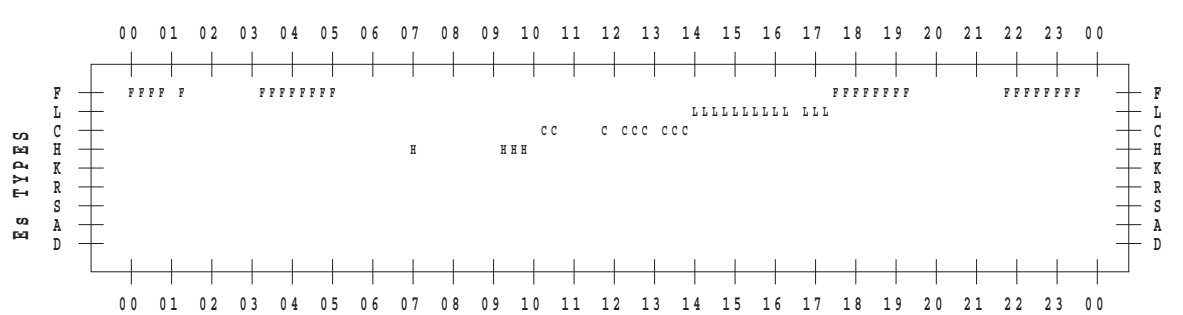 00 01 02 03 04 05 06 07 08 09 10 11 12 13 14 15 16 17 18 19 20 21 22 23 00
F FFFF F FFFFFFFF FFFFFFFF FFFFFFFF F
L LLLLLLLLLL LLL L
C CC C CCC CCC C
H H HHH H
K K
R R
S S
A A
D D
Es TYPES
00 01 02 03 04 05 06 07 08 09 10 11 12 13 14 15 16 17 18 19 20 21 22 23 00